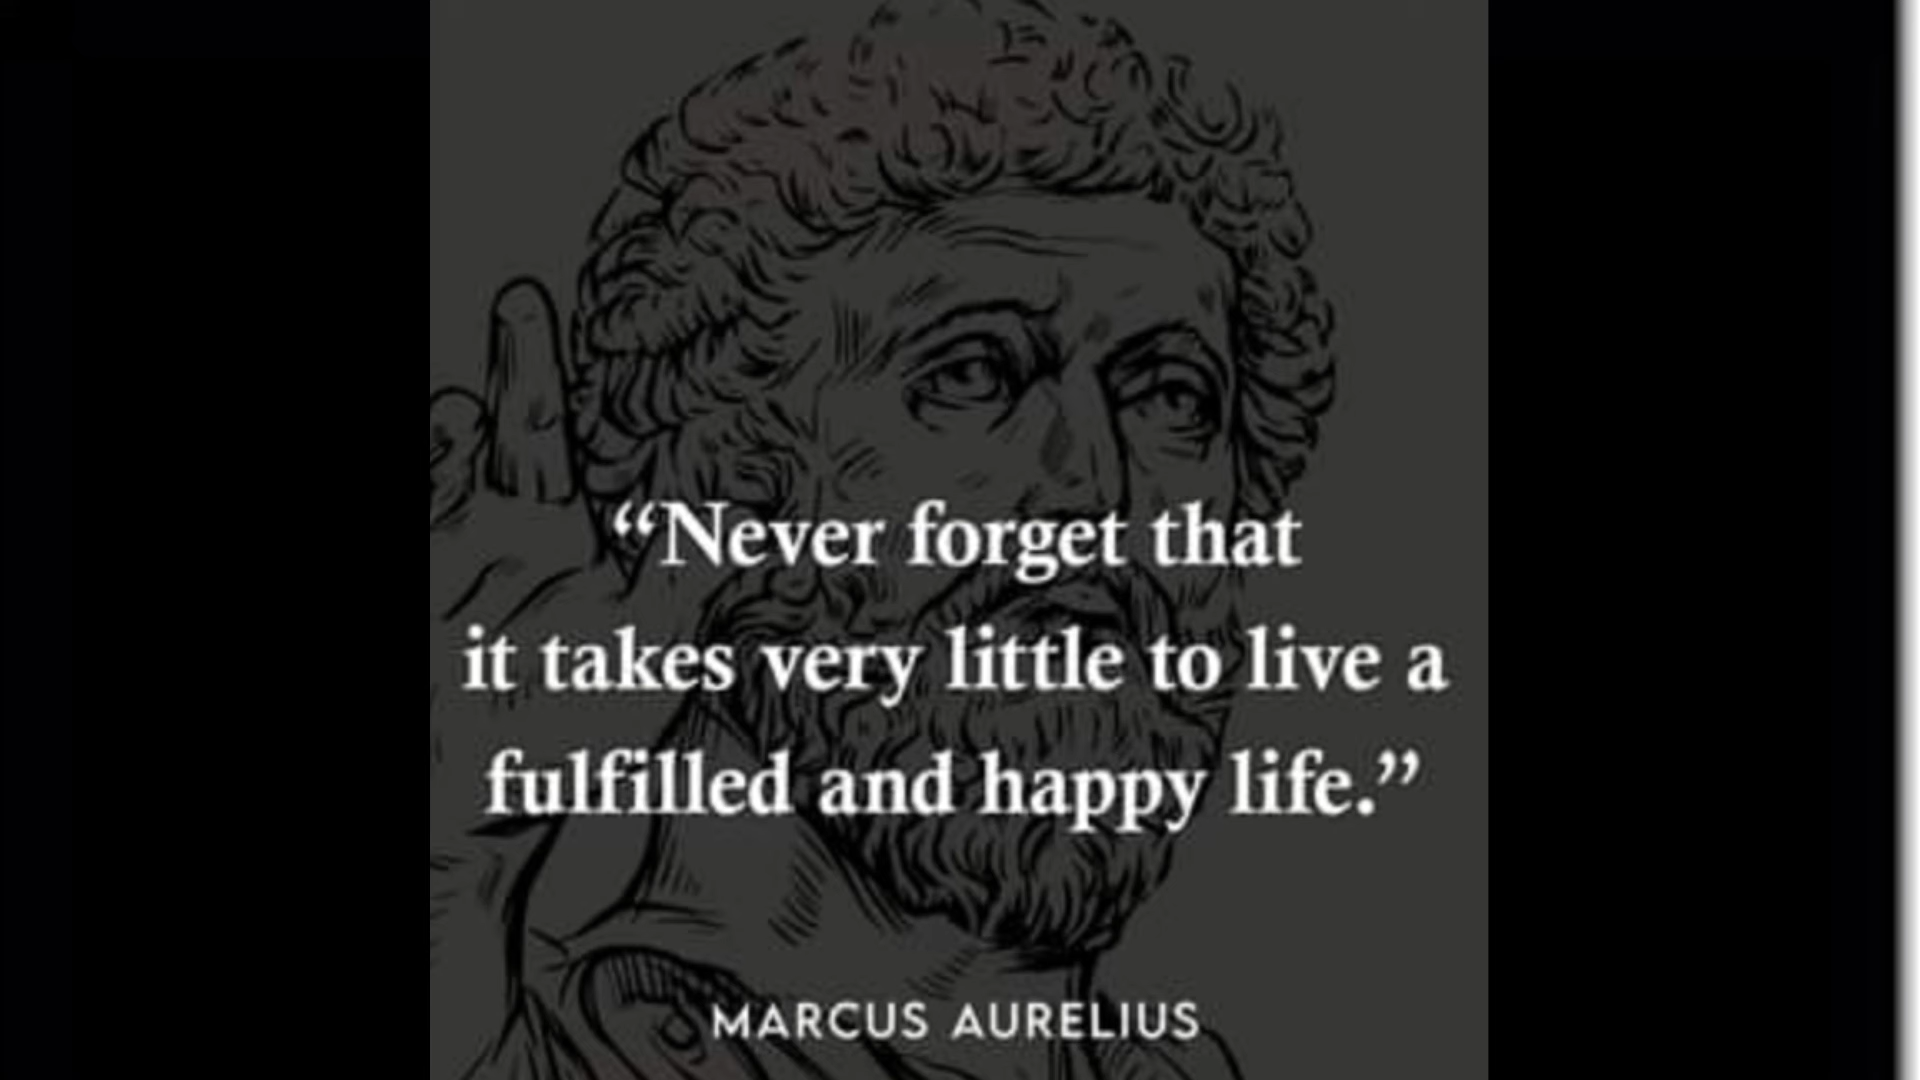 “Never forget that
it takes very little to live a
fulfilled and happy life.”
MARCUS AURELIUS